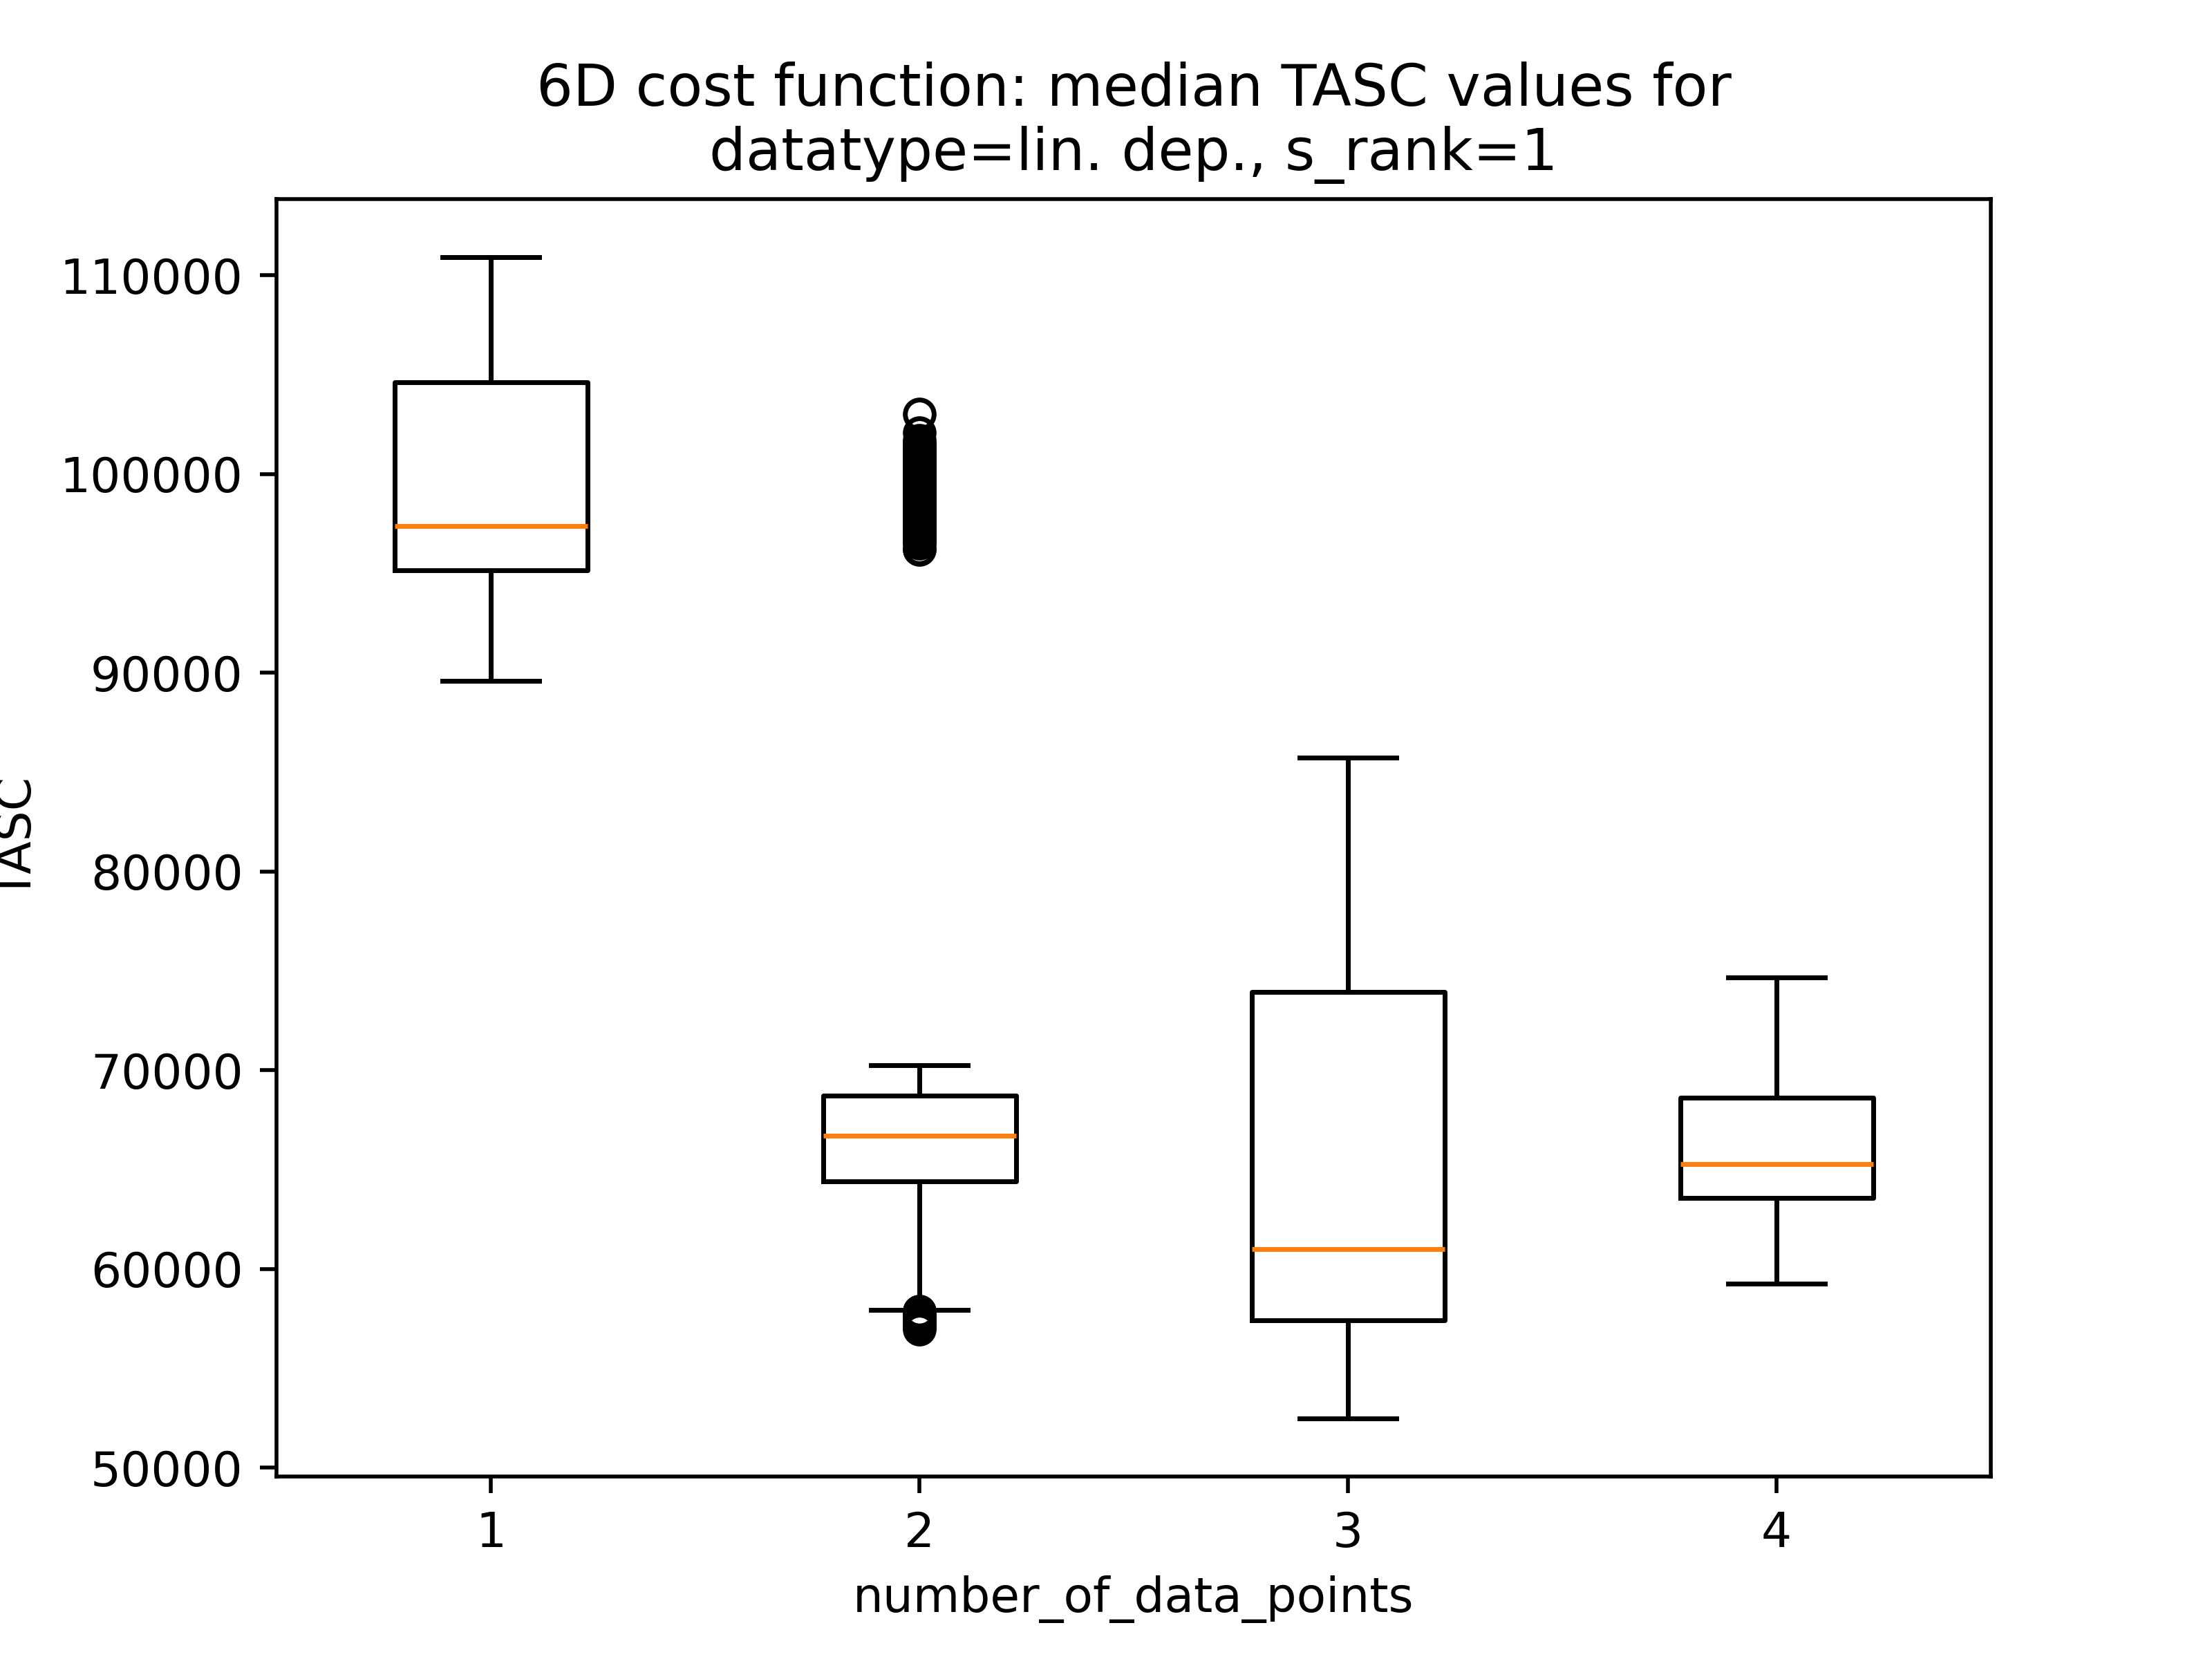 6D cost function: median TASC values for
datatype=lin. dep., s_rank=1
110000
100000
90000
80000
70000
60000
50000
TASC
1 2 3 4
number_of_data_points